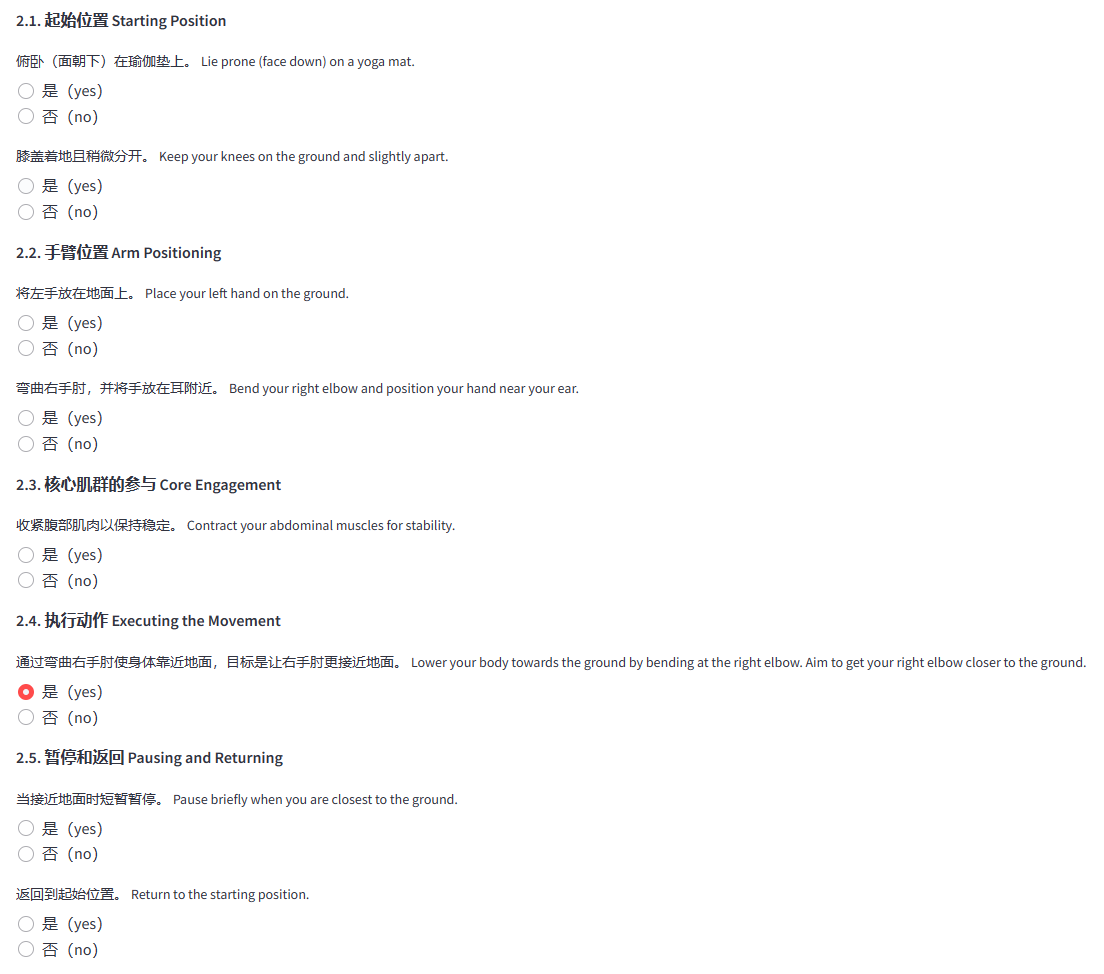 2.1. 起始位置 Starting Position
俯卧（面朝下）在瑜伽垫上。 Lie prone (face down) on a yoga mat.
是（yes）
否（no）
膝盖着地且稍微分开。 Keep your knees on the ground and slightly apart.
是（yes）
否（no）
2.2. 手臂位置 Arm Positioning
将左手放在地面上。 Place your left hand on the ground.
是（yes）
否（no）
弯曲右手肘，并将手放在耳附近。 Bend your right elbow and position your hand near your ear.
是（yes）
否（no）
2.3. 核心肌群的参与 Core Engagement
收紧腹部肌肉以保持稳定。 Contract your abdominal muscles for stability.
是（yes）
否（no）
2.4. 执行动作 Executing the Movement
通过弯曲右手肘使身体靠近地面，目标是让右手肘更接近地面。 Lower your body towards the ground by bending at the right elbow. Aim to get your right elbow closer to the ground.
是（yes）
否（no）
2.5. 暂停和返回 Pausing and Returning
当接近地面时短暂暂停。 Pause briefly when you are closest to the ground.
是（yes）
否（no）
返回到起始位置。 Return to the starting position.
是（yes）
否（no）